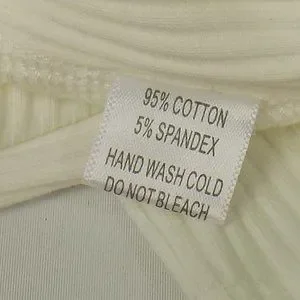 95% COTTON
5% SPANDEX
HAND WASH COLD
DO NOT BLEACH